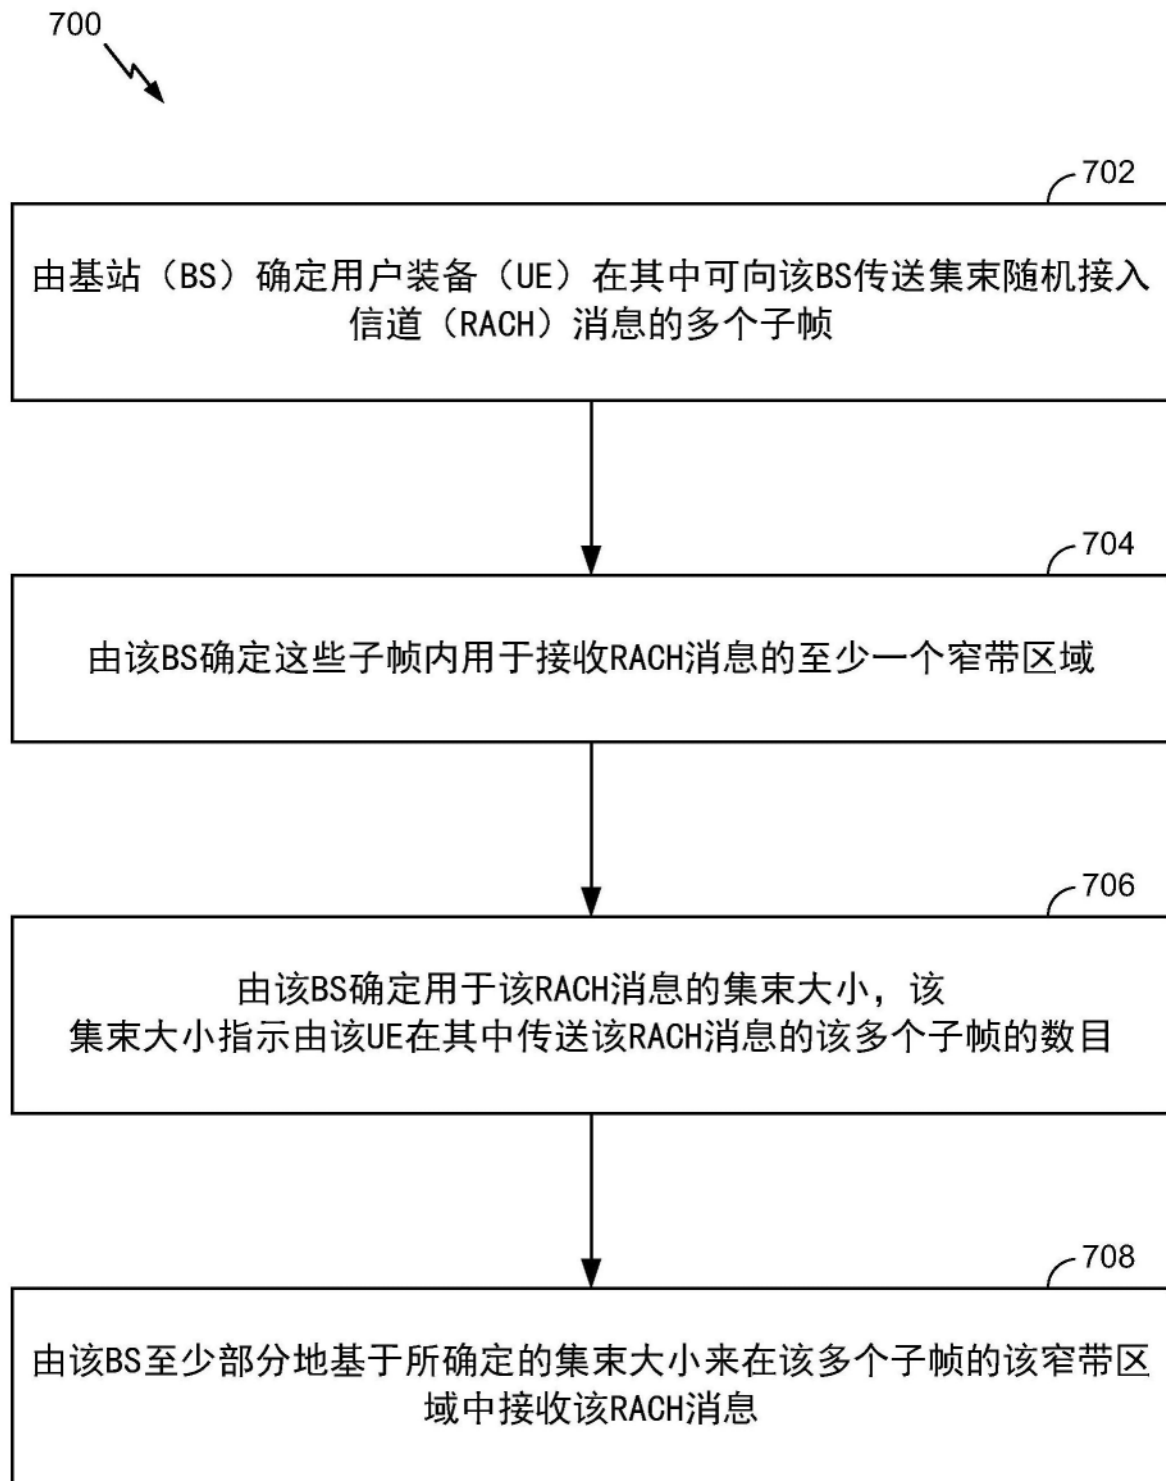 700
702
由基站（BS）确定用户装备（UE）在其中可向该BS传送集束随机接入
信道（RACH）消息的多个子帧
704
由该BS确定这些子帧内用于接收RACH消息的至少一个窄带区域
706
由该BS确定用于该RACH消息的集束大小，该
集束大小指示由该UE在其中传送该RACH消息的该多个子帧的数目
708
由该BS至少部分地基于所确定的集束大小来在该多个子帧的该窄带区
域中接收该RACH消息